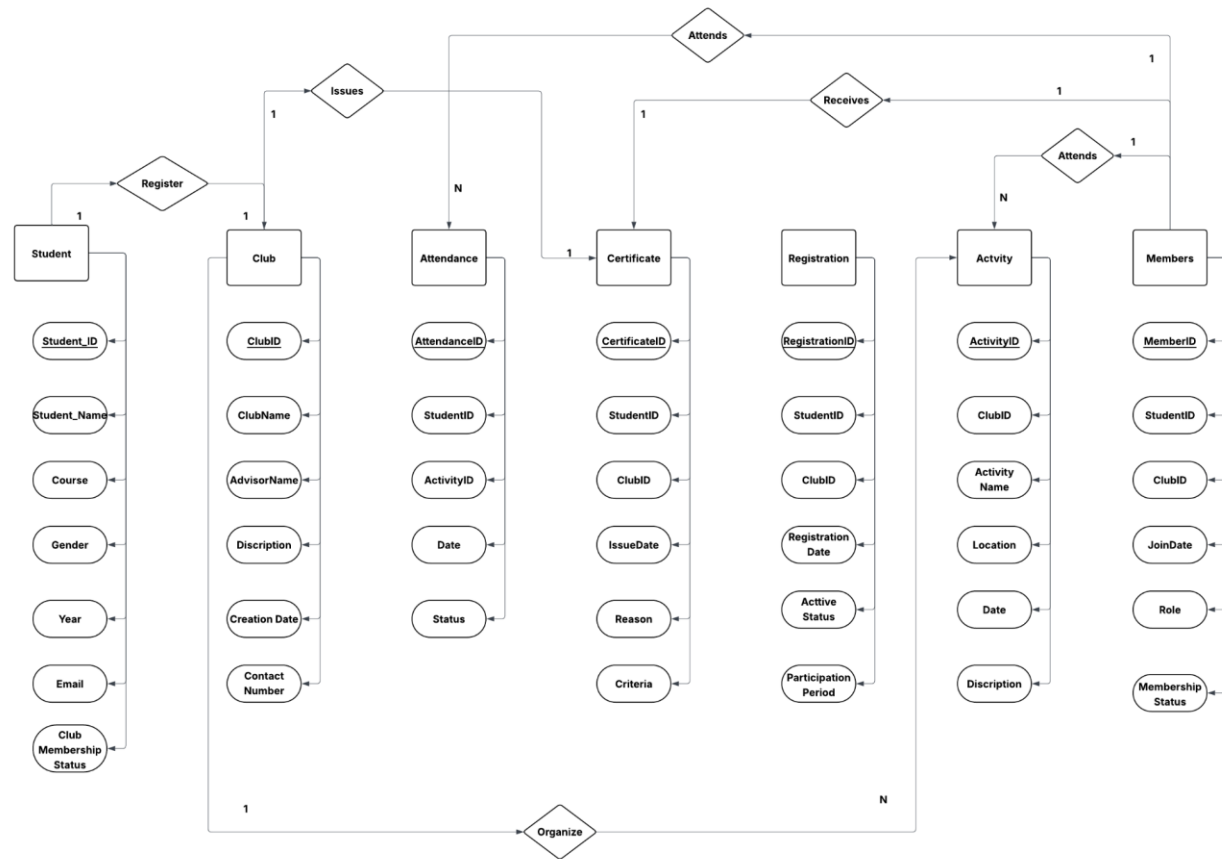 Attends
1
Issues
Receives
1
1
1
Attends
1
Register
N
N
1
1
Student
Club
Attendance
1
Certificate
Registration
Actvity
Members
Student_ID
ClubID
AttendanceID
CertificateID
RegistrationID
ActivityID
MemberID
Student_Name
ClubName
StudentID
StudentID
StudentID
ClubID
StudentID
Course
AdvisorName
ActivityID
ClubID
ClubID
Activity
Name
ClubID
Gender
Discription
Date
IssueDate
Registration
Date
Location
JoinDate
Year
Creation Date
Status
Reason
Acttive
Status
Date
Role
Email
Contact
Number
Criteria
Participation
Period
Discription
Membership
Status
Club
Membership
Status
1
N
Organize